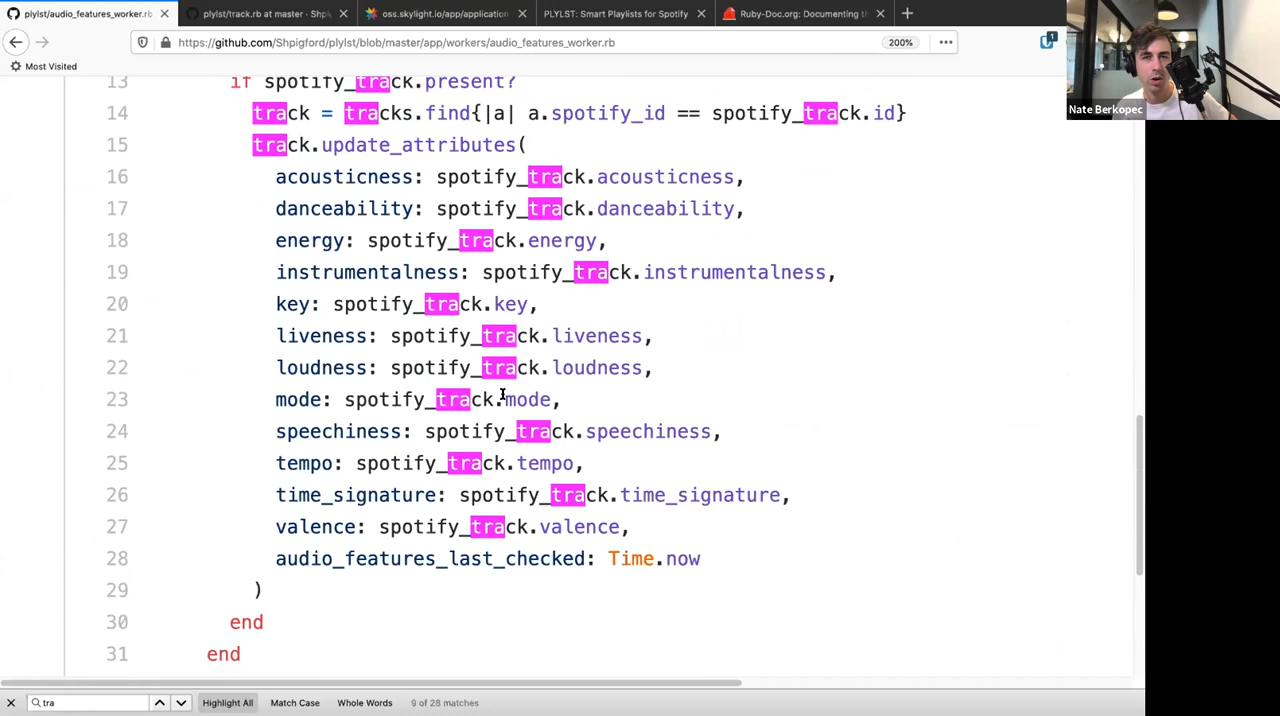 plylst/audio_features_worker.rb
plylst/track.rb at master · Shpig
oss.skylight.io/app/application
PLYLST: Smart Playlists for Spotify
Ruby-Doc.org: Documenting t
https://github.com/Shpigford/plylst/blob/master/app/workers/audio_features_worker.rb
200%
1
Most Visited
Nate Berkopec
13 if spotify_track.present?
14 track = tracks.find{|a| a.spotify_id == spotify_track.id}
15 track.update_attributes(
16 acousticness: spotify_track.acousticness,
17 danceability: spotify_track.danceability,
18 energy: spotify_track.energy,
19 instrumentalness: spotify_track.instrumentalness,
20 key: spotify_track.key,
21 liveness: spotify_track.liveness,
22 loudness: spotify_track.loudness,
23 mode: spotify_track.mode,
24 speechiness: spotify_track.speechiness,
25 tempo: spotify_track.tempo,
26 time_signature: spotify_track.time_signature,
27 valence: spotify_track.valence,
28 audio_features_last_checked: Time.now
29 )
30 end
31 end
tra
Highlight All
Match Case
Whole Words
9 of 28 matches